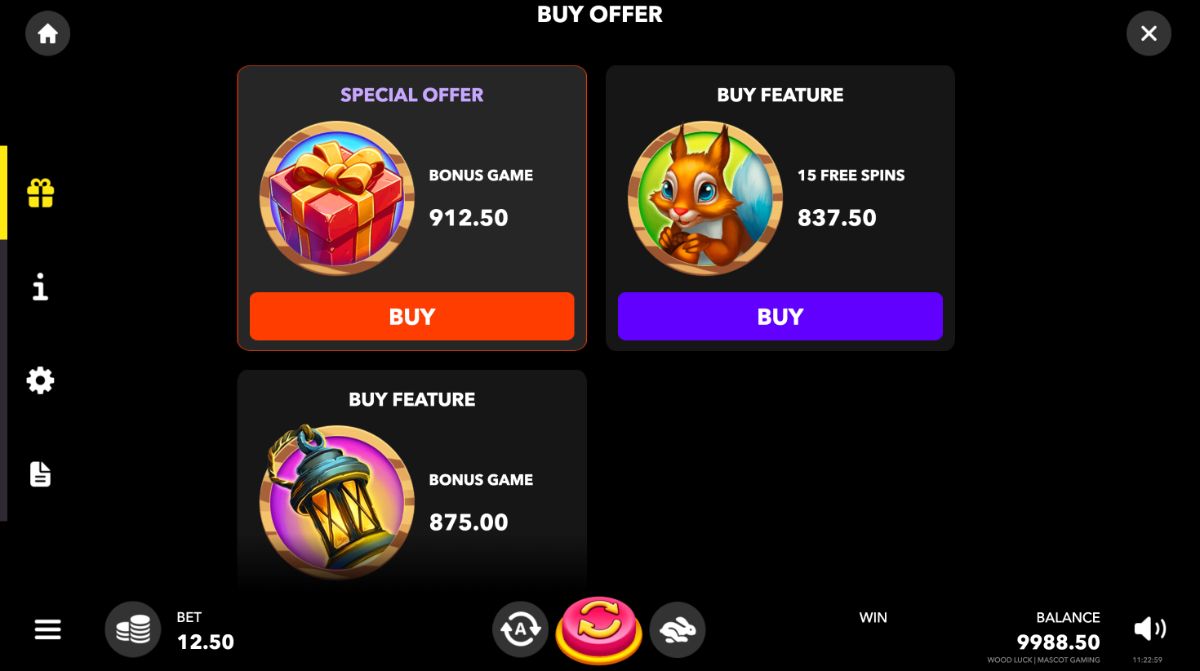 BUY OFFER
SPECIAL OFFER
BONUS GAME
912.50
BUY
BUY FEATURE
15 FREE SPINS
837.50
BUY
BUY FEATURE
BONUS GAME
875.00
BET
12.50
A
WIN
BALANCE
9988.50
WOOD LUCK | MASCOT GAMING
11:22:59